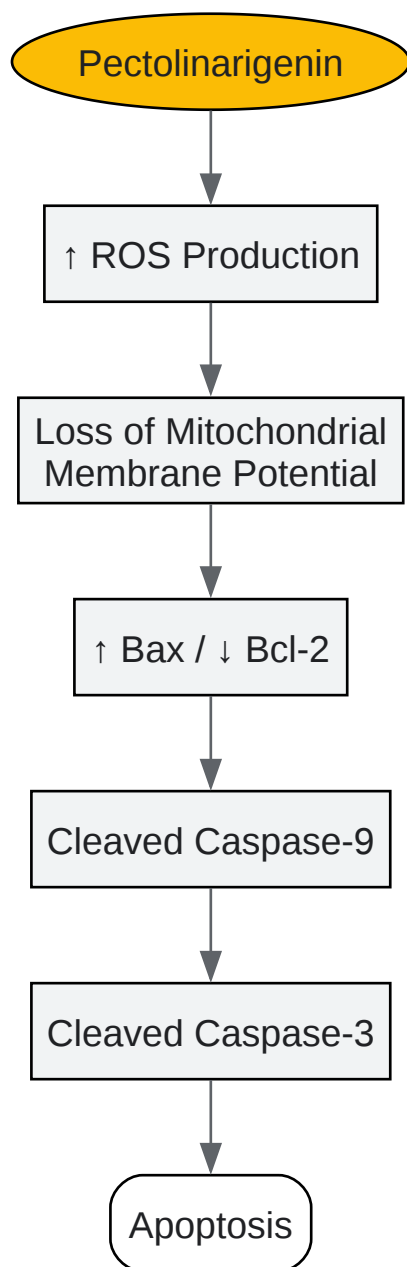 Pectolinarigenin
↑ ROS Production
Loss of Mitochondrial
Membrane Potential
↑ Bax / ↓ Bcl-2
Cleaved Caspase-9
Cleaved Caspase-3
Apoptosis